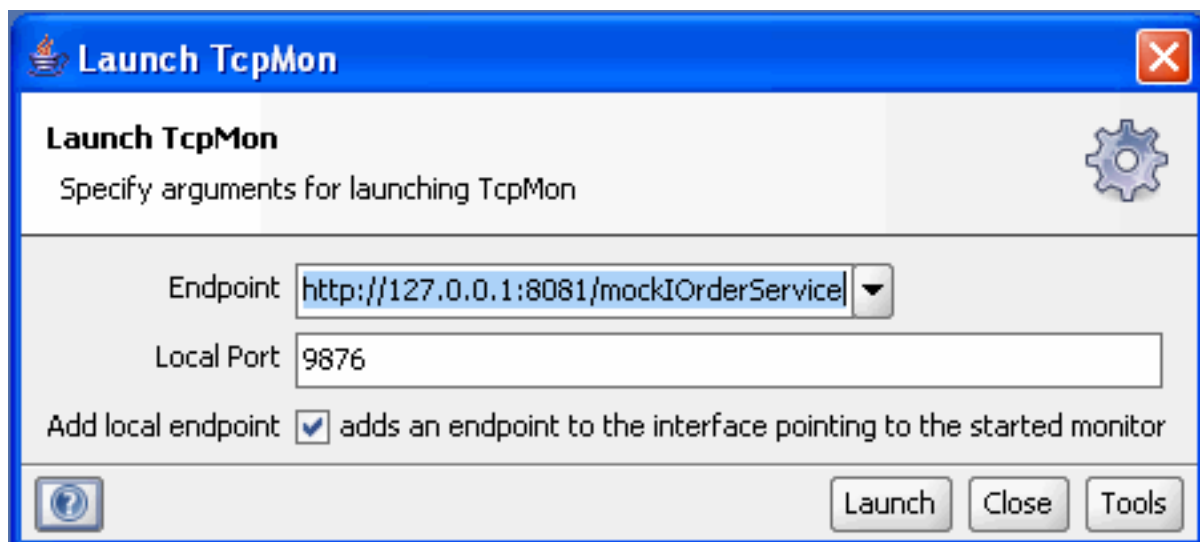 Launch TcpMon
Launch TcpMon
Specify arguments for launching TcpMon
Endpoint http://127.0.0.1:8081/mockIOrderService
Local Port 9876
Add local endpoint adds an endpoint to the interface pointing to the started monitor
? Launch Close Tools